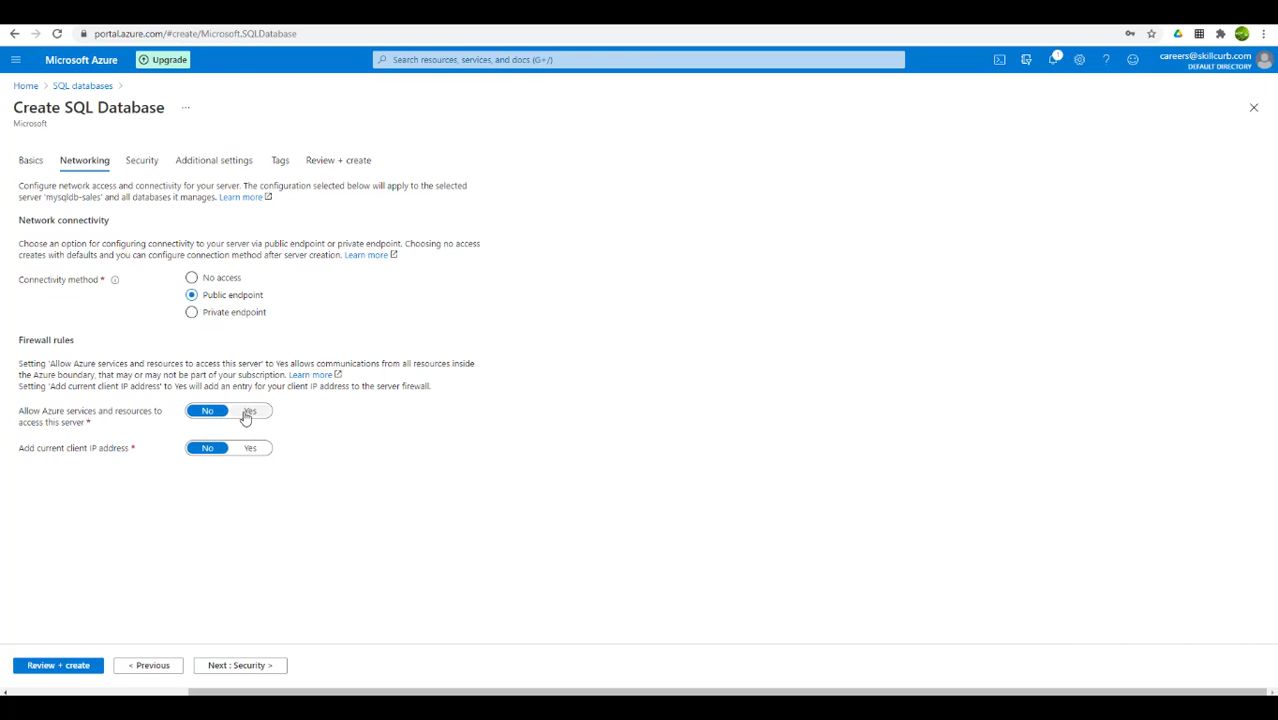 portal.azure.com/#create/Microsoft.SQLDatabase
Microsoft Azure
Upgrade
Search resources, services, and docs (G+/)
1
careers@skillcurb.com
DEFAULT DIRECTORY
Home > SQL databases >
Create SQL Database ...
Microsoft
Basics Networking Security Additional settings Tags Review + create
Configure network access and connectivity for your server. The configuration selected below will apply to the selected
server 'mysqldb-sales' and all databases it manages. Learn more
Network connectivity
Choose an option for configuring connectivity to your server via public endpoint or private endpoint. Choosing no access
creates with defaults and you can configure connection method after server creation. Learn more
Connectivity method *
No access
Public endpoint
Private endpoint
Firewall rules
Setting 'Allow Azure services and resources to access this server' to Yes allows communications from all resources inside
the Azure boundary, that may or may not be part of your subscription. Learn more
Setting 'Add current client IP address' to Yes will add an entry for your client IP address to the server firewall.
Allow Azure services and resources to
access this server *
No Yes
Add current client IP address * No Yes
Review + create < Previous Next : Security >